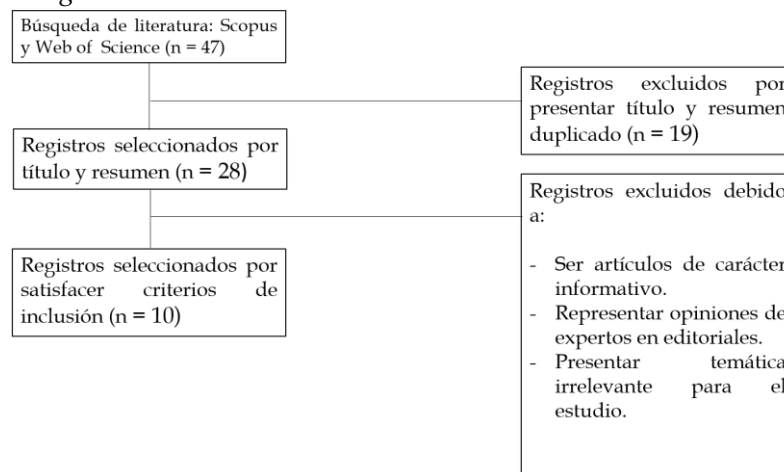 Búsqueda de literatura: Scopus
y Web of Science (n = 47)
Registros excluidos por
presentar título y resumen
duplicado (n = 19)
Registros seleccionados por
título y resumen (n = 28)
Registros excluidos debido
a:
- Ser artículos de carácter
informativo.
- Representar opiniones de
expertos en editoriales.
- Presentar temática
irrelevante para el
estudio.
Registros seleccionados por
satisfacer criterios de
inclusión (n = 10)